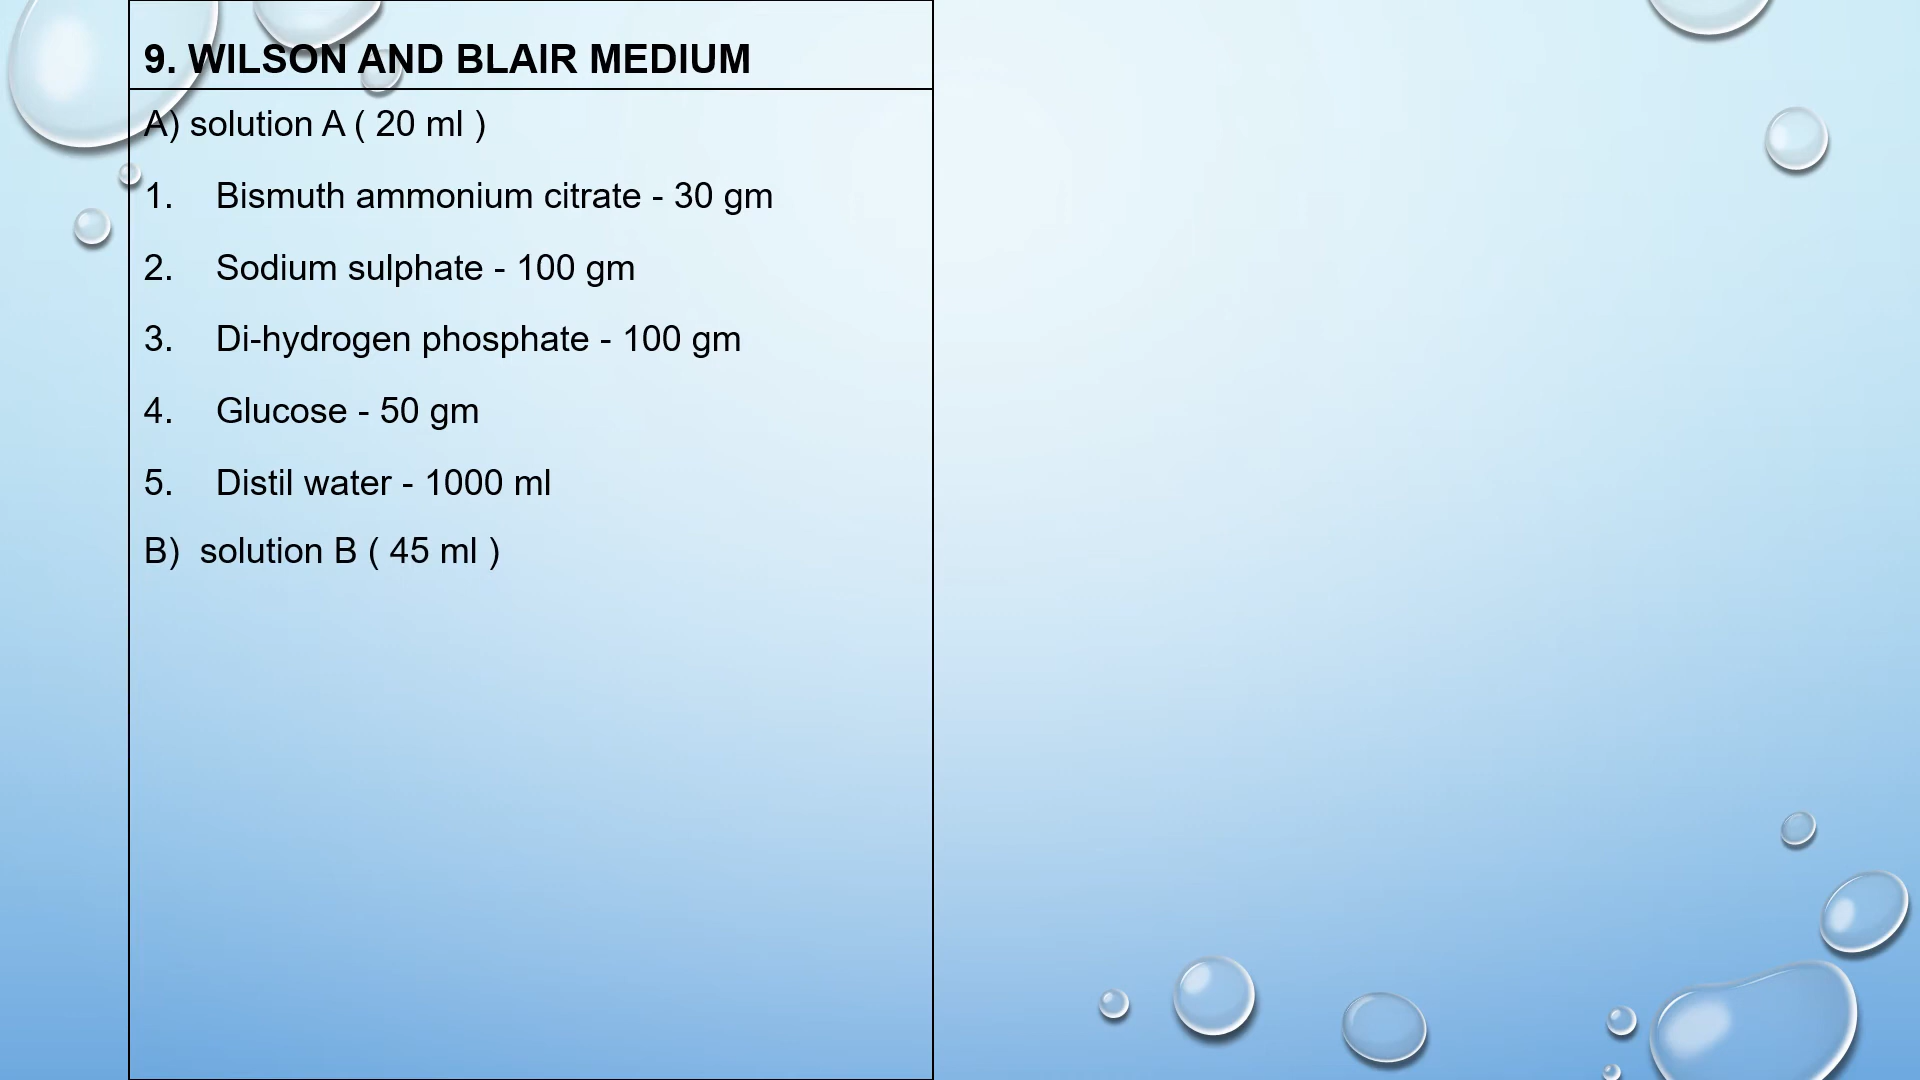 9. WILSON AND BLAIR MEDIUM
A) solution A ( 20 ml )
1. Bismuth ammonium citrate - 30 gm
2. Sodium sulphate - 100 gm
3. Di-hydrogen phosphate - 100 gm
4. Glucose - 50 gm
5. Distil water - 1000 ml
B) solution B ( 45 ml )